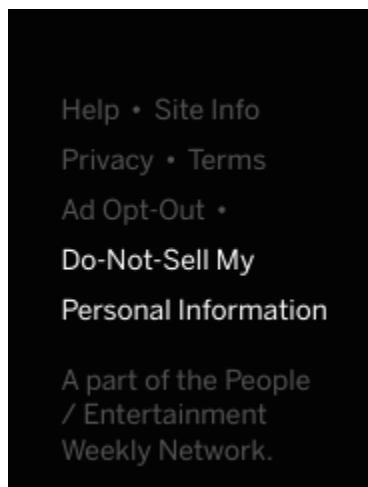 Help • Site Info
Privacy • Terms
Ad Opt-Out •
Do-Not-Sell My
Personal Information
A part of the People
/ Entertainment
Weekly Network.